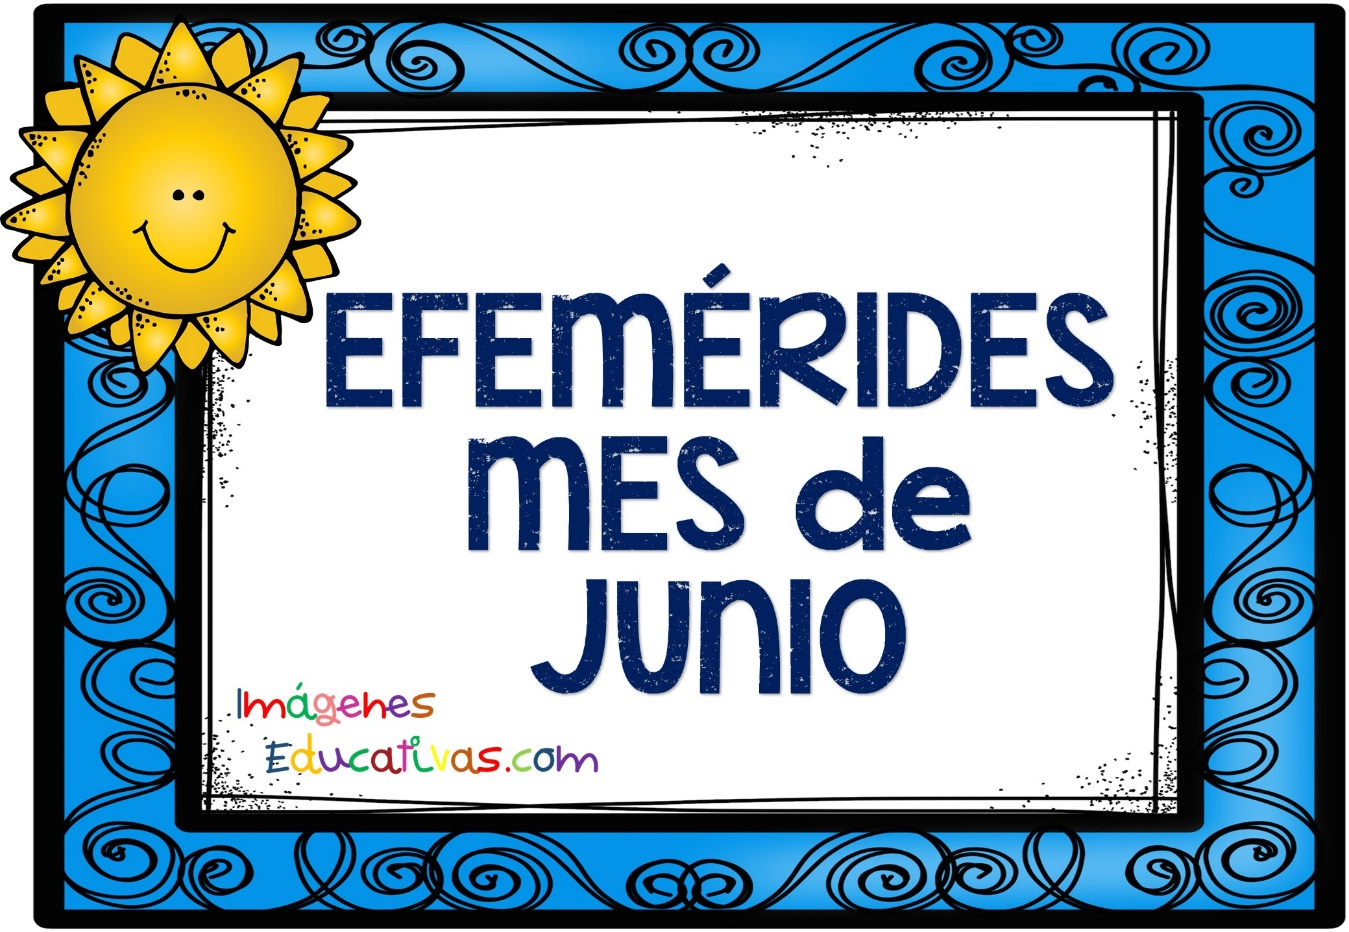 EFEMÉRIDES
MES de
JUNIO
Imágenes
Educativas.com